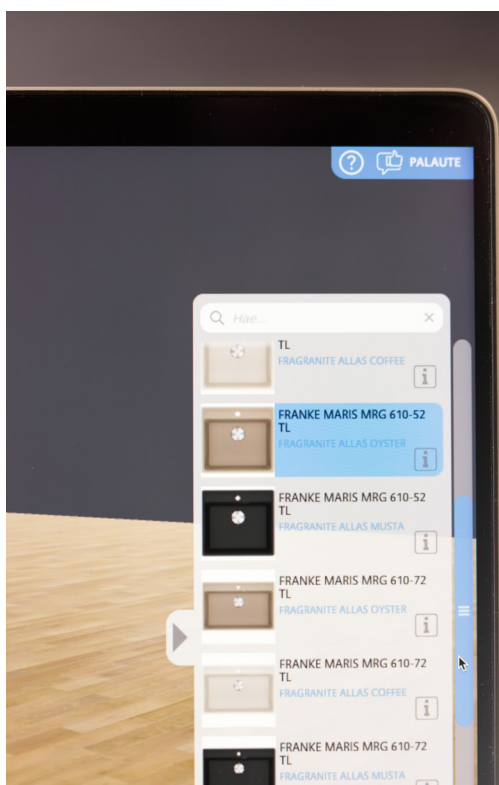 PALAUTE
Hae...
TL
FRAGRANITE ALLAS COFFEE
FRANKE MARIS MRG 610-52
TL
FRAGRANITE ALLAS OYSTER
FRANKE MARIS MRG 610-52
TL
FRAGRANITE ALLAS MUSTA
FRANKE MARIS MRG 610-72
TL
FRAGRANITE ALLAS OYSTER
FRANKE MARIS MRG 610-72
TL
FRAGRANITE ALLAS COFFEE
FRANKE MARIS MRG 610-72
TL
FRAGRANITE ALLAS MUSTA